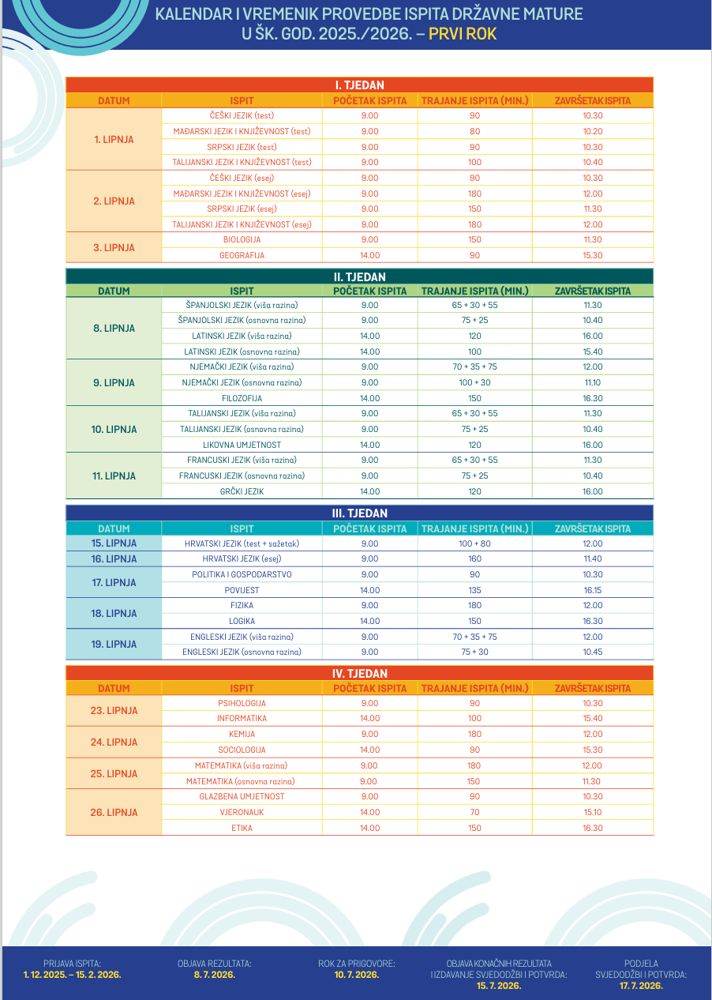 KALENDAR I VREMENIK PROVEDBE ISPITA DRŽAVNE MATURE
U ŠK. GOD. 2025./2026. – PRVI ROK
I. TJEDAN
DATUM ISPIT POČETAK ISPITA TRAJANJE ISPITA (MIN.) ZAVRŠETAK ISPITA
1. LIPNJA
ČEŠKI JEZIK (test) 9.00 90 10.30
MAĐARSKI JEZIK I KNJIŽEVNOST (test) 9.00 80 10.20
SRPSKI JEZIK (test) 9.00 90 10.30
TALIJANSKI JEZIK I KNJIŽEVNOST (test) 9.00 100 10.40
2. LIPNJA
ČEŠKI JEZIK (esej) 9.00 90 10.30
MAĐARSKI JEZIK I KNJIŽEVNOST (esej) 9.00 180 12.00
SRPSKI JEZIK (esej) 9.00 150 11.30
TALIJANSKI JEZIK I KNJIŽEVNOST (esej) 9.00 180 12.00
3. LIPNJA
BIOLOGIJA 9.00 150 11.30
GEOGRAFIJA 14.00 90 15.30
II. TJEDAN
DATUM ISPIT POČETAK ISPITA TRAJANJE ISPITA (MIN.) ZAVRŠETAK ISPITA
8. LIPNJA
ŠPANJOLSKI JEZIK (viša razina) 9.00 65 + 30 + 55 11.30
ŠPANJOLSKI JEZIK (osnovna razina) 9.00 75 + 25 10.40
LATINSKI JEZIK (viša razina) 14.00 120 16.00
LATINSKI JEZIK (osnovna razina) 14.00 100 15.40
9. LIPNJA
NJEMAČKI JEZIK (viša razina) 9.00 70 + 35 + 75 12.00
NJEMAČKI JEZIK (osnovna razina) 9.00 100 + 30 11.10
FILOZOFIJA 14.00 150 16.30
10. LIPNJA
TALIJANSKI JEZIK (viša razina) 9.00 65 + 30 + 55 11.30
TALIJANSKI JEZIK (osnovna razina) 9.00 75 + 25 10.40
LIKOVNA UMJETNOST 14.00 120 16.00
11. LIPNJA
FRANCUSKI JEZIK (viša razina) 9.00 65 + 30 + 55 11.30
FRANCUSKI JEZIK (osnovna razina) 9.00 75 + 25 10.40
GRČKI JEZIK 14.00 120 16.00
III. TJEDAN
DATUM ISPIT POČETAK ISPITA TRAJANJE ISPITA (MIN.) ZAVRŠETAK ISPITA
15. LIPNJA HRVATSKI JEZIK (test + sažetak) 9.00 100 + 80 12.00
16. LIPNJA HRVATSKI JEZIK (esej) 9.00 160 11.40
17. LIPNJA
POLITIKA I GOSPODARSTVO 9.00 90 10.30
POVIJEST 14.00 135 16.15
18. LIPNJA
FIZIKA 9.00 180 12.00
LOGIKA 14.00 150 16.30
19. LIPNJA
ENGLESKI JEZIK (viša razina) 9.00 70 + 35 + 75 12.00
ENGLESKI JEZIK (osnovna razina) 9.00 75 + 30 10.45
IV. TJEDAN
DATUM ISPIT POČETAK ISPITA TRAJANJE ISPITA (MIN.) ZAVRŠETAK ISPITA
23. LIPNJA
PSIHOLOGIJA 9.00 90 10.30
INFORMATIKA 14.00 100 15.40
24. LIPNJA
KEMIJA 9.00 180 12.00
SOCIOLOGIJA 14.00 90 15.30
25. LIPNJA
MATEMATIKA (viša razina) 9.00 180 12.00
MATEMATIKA (osnovna razina) 9.00 150 11.30
26. LIPNJA
GLAZBENA UMJETNOST 9.00 90 10.30
VJERONAUK 14.00 70 15.10
ETIKA 14.00 150 16.30
PRIJAVA ISPITA:
1. 12. 2025. – 15. 2. 2026.
OBJAVA REZULTATA:
8. 7. 2026.
ROK ZA PRIGOVORE:
10. 7. 2026.
OBJAVA KONAČNIH REZULTATA
I IZDAVANJE SVJEDODŽBI I POTVRDA:
15. 7. 2026.
PODJELA
SVJEDODŽBI I POTVRDA:
17. 7. 2026.